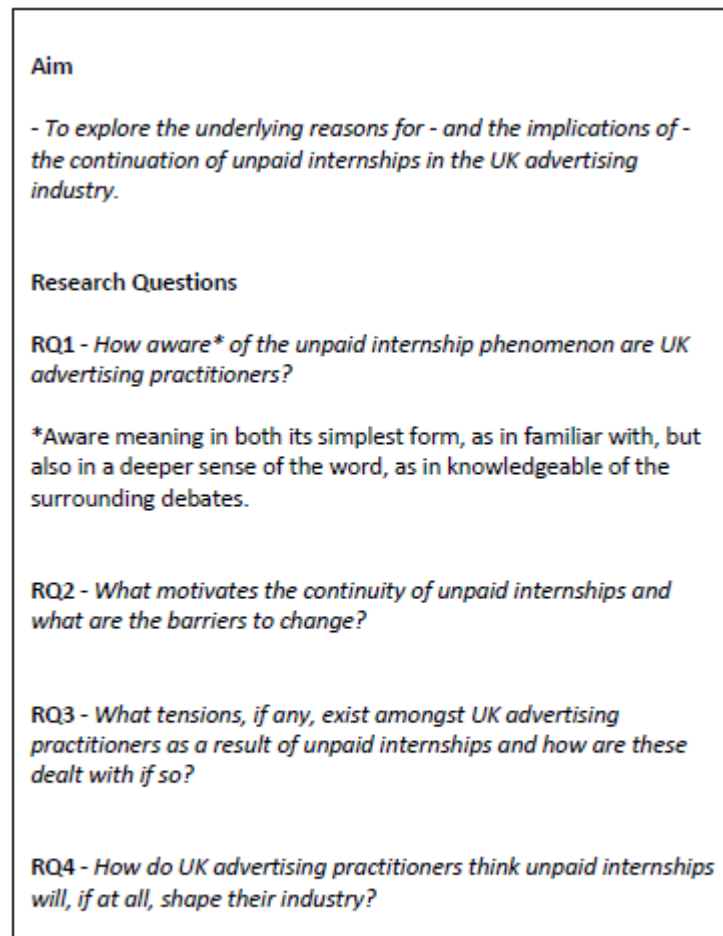 Aim
- To explore the underlying reasons for - and the implications of -
the continuation of unpaid internships in the UK advertising
industry.
Research Questions
RQ1 - How aware* of the unpaid internship phenomenon are UK
advertising practitioners?
*Aware meaning in both its simplest form, as in familiar with, but
also in a deeper sense of the word, as in knowledgeable of the
surrounding debates.
RQ2 - What motivates the continuity of unpaid internships and
what are the barriers to change?
RQ3 - What tensions, if any, exist amongst UK advertising
practitioners as a result of unpaid internships and how are these
dealt with if so?
RQ4 - How do UK advertising practitioners think unpaid internships
will, if at all, shape their industry?